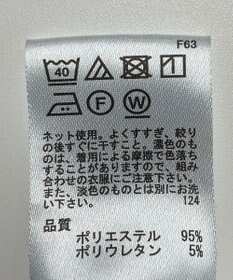 F63
40
F W
ネット使用。よくすすぎ、絞り
の後すぐに干すこと。濃色のも
のは、着用による摩擦で色落ち
することがありますので、組み
合わせの衣服にご注意下さい。
また、淡色のものとは別にお洗
い下さい。 124
品質
ポリエステル 95%
ポリウレタン 5%